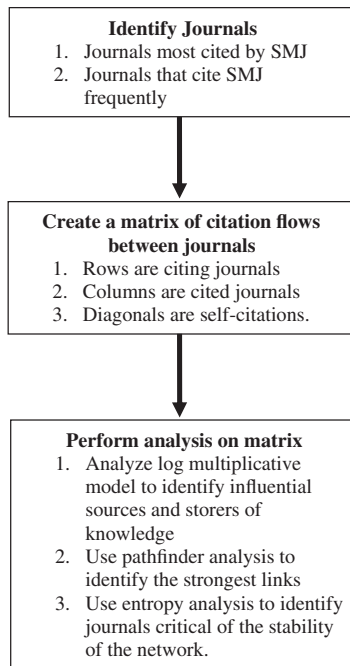 Identify Journals
1. Journals most cited by SMJ
2. Journals that cite SMJ
frequently
Create a matrix of citation flows
between journals
1. Rows are citing journals
2. Columns are cited journals
3. Diagonals are self-citations.
Perform analysis on matrix
1. Analyze log multiplicative
model to identify influential
sources and storers of
knowledge
2. Use pathfinder analysis to
identify the strongest links
3. Use entropy analysis to identify
journals critical of the stability
of the network.